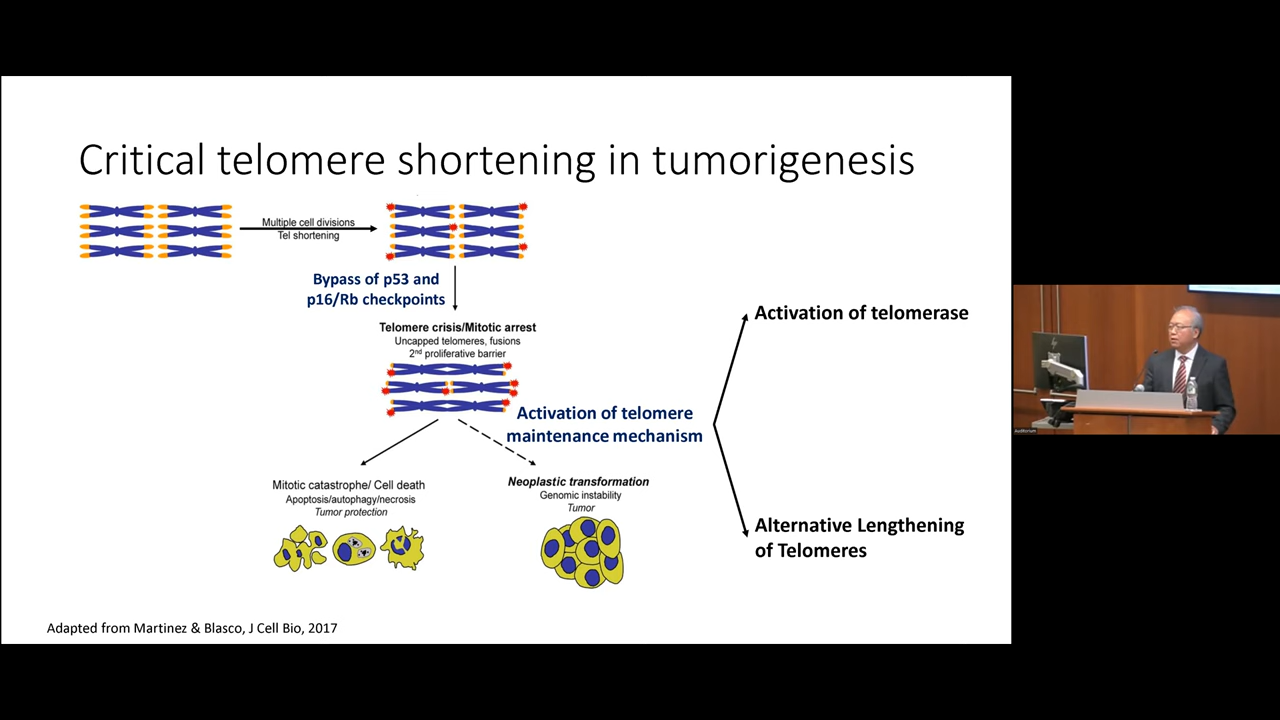 Critical telomere shortening in tumorigenesis
Multiple cell divisions
Tel shortening
Bypass of p53 and
p16/Rb checkpoints
Telomere crisis/Mitotic arrest
Uncapped telomeres, fusions
2nd proliferative barrier
Activation of telomere
maintenance mechanism
Activation of telomerase
Alternative Lengthening
of Telomeres
Mitotic catastrophe/ Cell death
Apoptosis/autophagy/necrosis
Tumor protection
Neoplastic transformation
Genomic instability
Tumor
Adapted from Martinez & Blasco, J Cell Bio, 2017
Auditorium